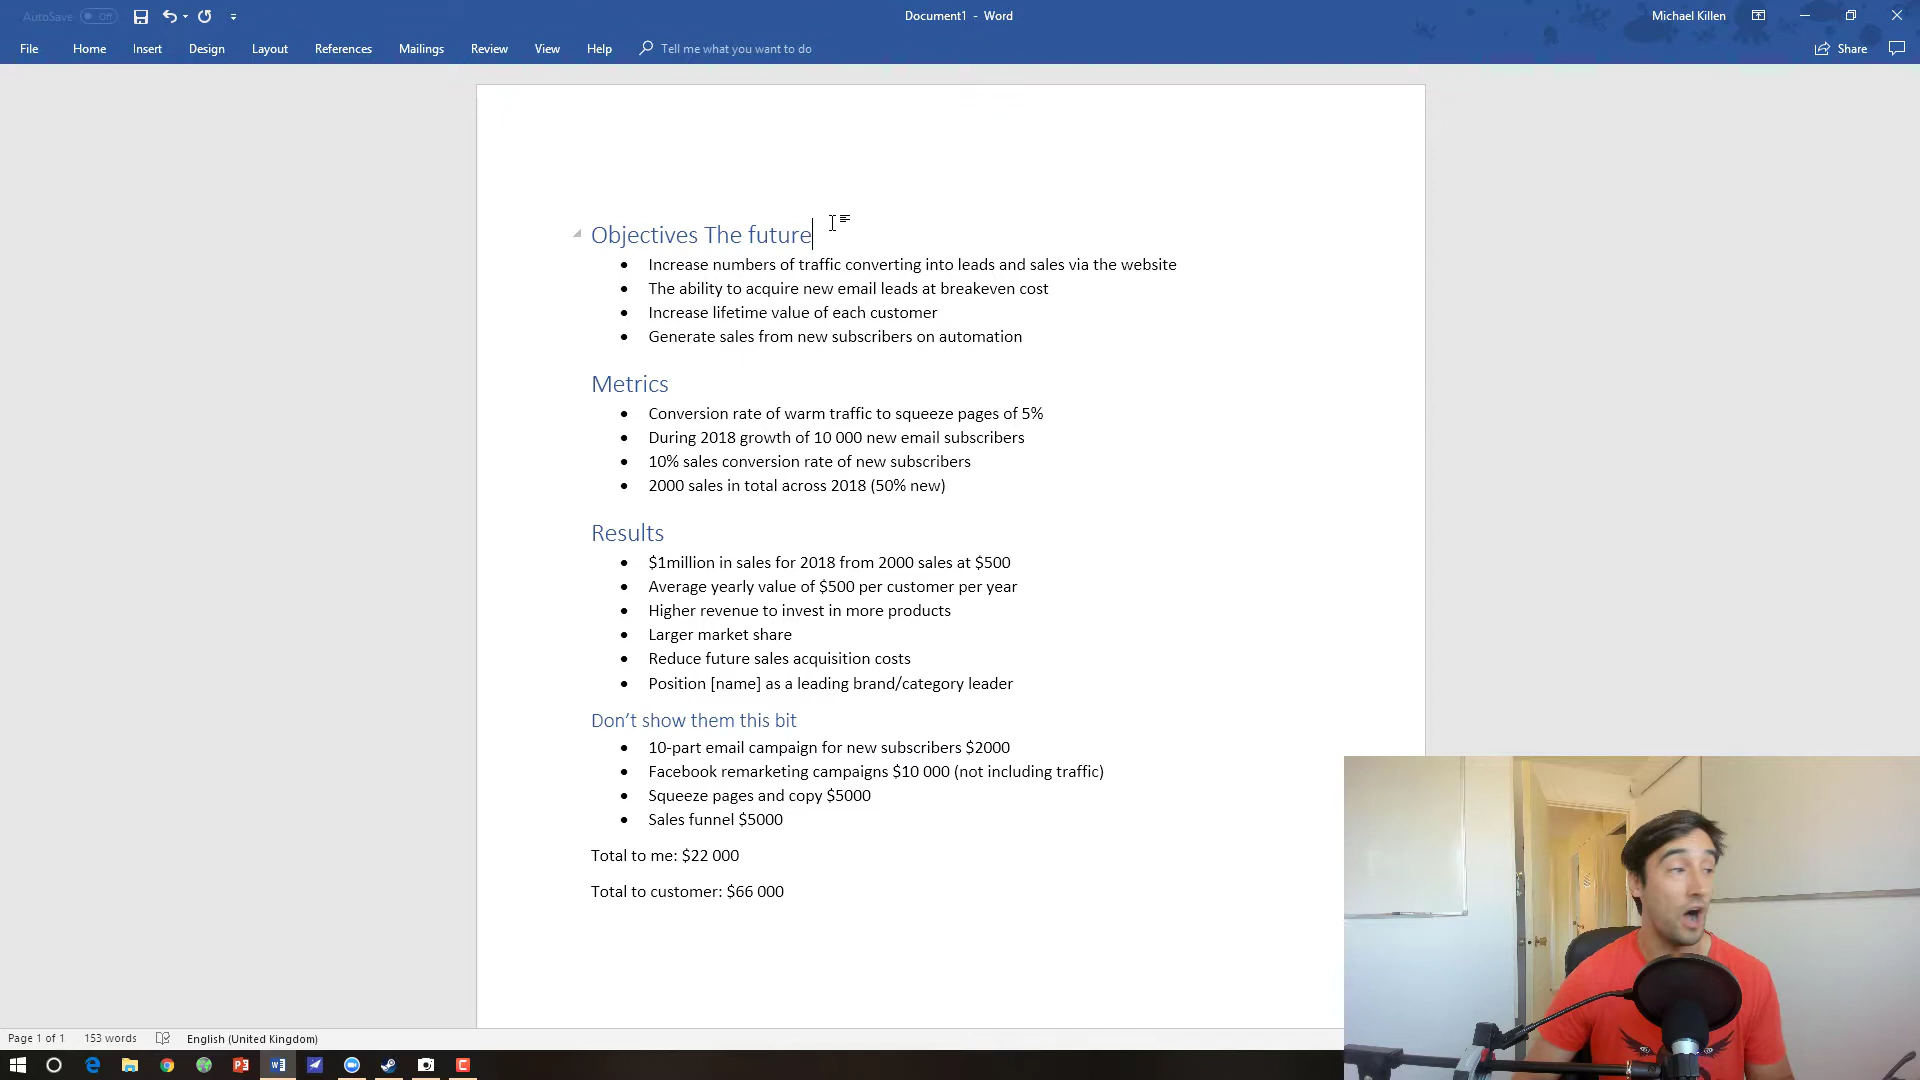 AutoSave Off
Document1 - Word
Michael Killen
File Home Insert Design Layout References Mailings Review View Help Tell me what you want to do Share
Objectives The future
• Increase numbers of traffic converting into leads and sales via the website
• The ability to acquire new email leads at breakeven cost
• Increase lifetime value of each customer
• Generate sales from new subscribers on automation
Metrics
• Conversion rate of warm traffic to squeeze pages of 5%
• During 2018 growth of 10 000 new email subscribers
• 10% sales conversion rate of new subscribers
• 2000 sales in total across 2018 (50% new)
Results
• $1million in sales for 2018 from 2000 sales at $500
• Average yearly value of $500 per customer per year
• Higher revenue to invest in more products
• Larger market share
• Reduce future sales acquisition costs
• Position [name] as a leading brand/category leader
Don’t show them this bit
• 10-part email campaign for new subscribers $2000
• Facebook remarketing campaigns $10 000 (not including traffic)
• Squeeze pages and copy $5000
• Sales funnel $5000
Total to me: $22 000
Total to customer: $66 000
Page 1 of 1 153 words English (United Kingdom)